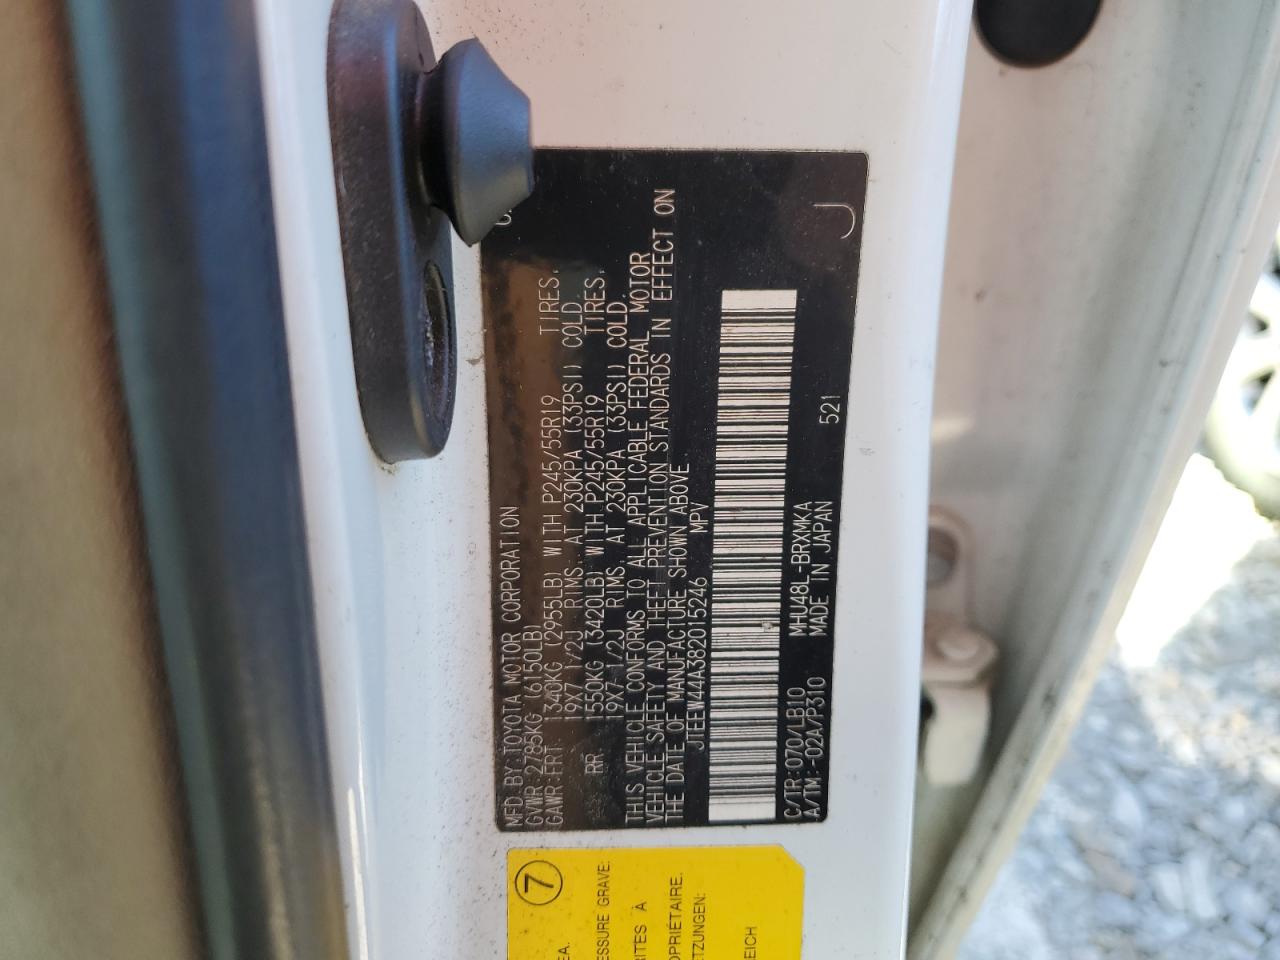 MFD.BY:TOYOTA MOTOR CORPORATION
GVWR 2785KG (6150LB)
GAWR:FRT. 1340KG (2955LB) WITH P245/55R19 TIRES,
19X7 1/2J RIMS, AT 230KPA (33PSI) COLD.
RR. 1550KG (3420LB) WITH P245/55R19 TIRES,
19X7 1/2J RIMS, AT 230KPA (33PSI) COLD.
THIS VEHICLE CONFORMS TO ALL APPLICABLE FEDERAL MOTOR
VEHICLE SAFETY AND THEFT PREVENTION STANDARDS IN EFFECT ON
THE DATE OF MANUFACTURE SHOWN ABOVE
JTEEW44A382015246 MPV
C/TR:070/LB10 MHU48L-BRXMKA
A/TM:-02A/P310 MADE IN JAPAN 521
J
7
EA.
ESSURE GRAVE:
RITES À
OPRIÉTAIRE.
ETZUNGEN:
EICH